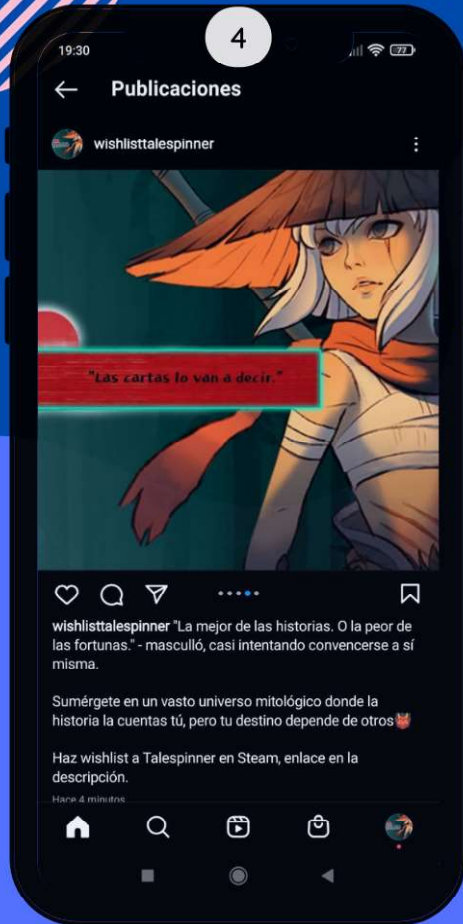 4
19:30
77
Publicaciones
wishlisttalespinner
"Las cartas lo van a decir."
wishlisttalespinner "La mejor de las historias. O la peor de
las fortunas." - masculló, casi intentando convencerse a sí
misma.
Sumérgete en un vasto universo mitológico donde la
historia la cuentas tú, pero tu destino depende de otros👹
Haz wishlist a Talespinner en Steam, enlace en la
descripción.
Hace 4 minutos